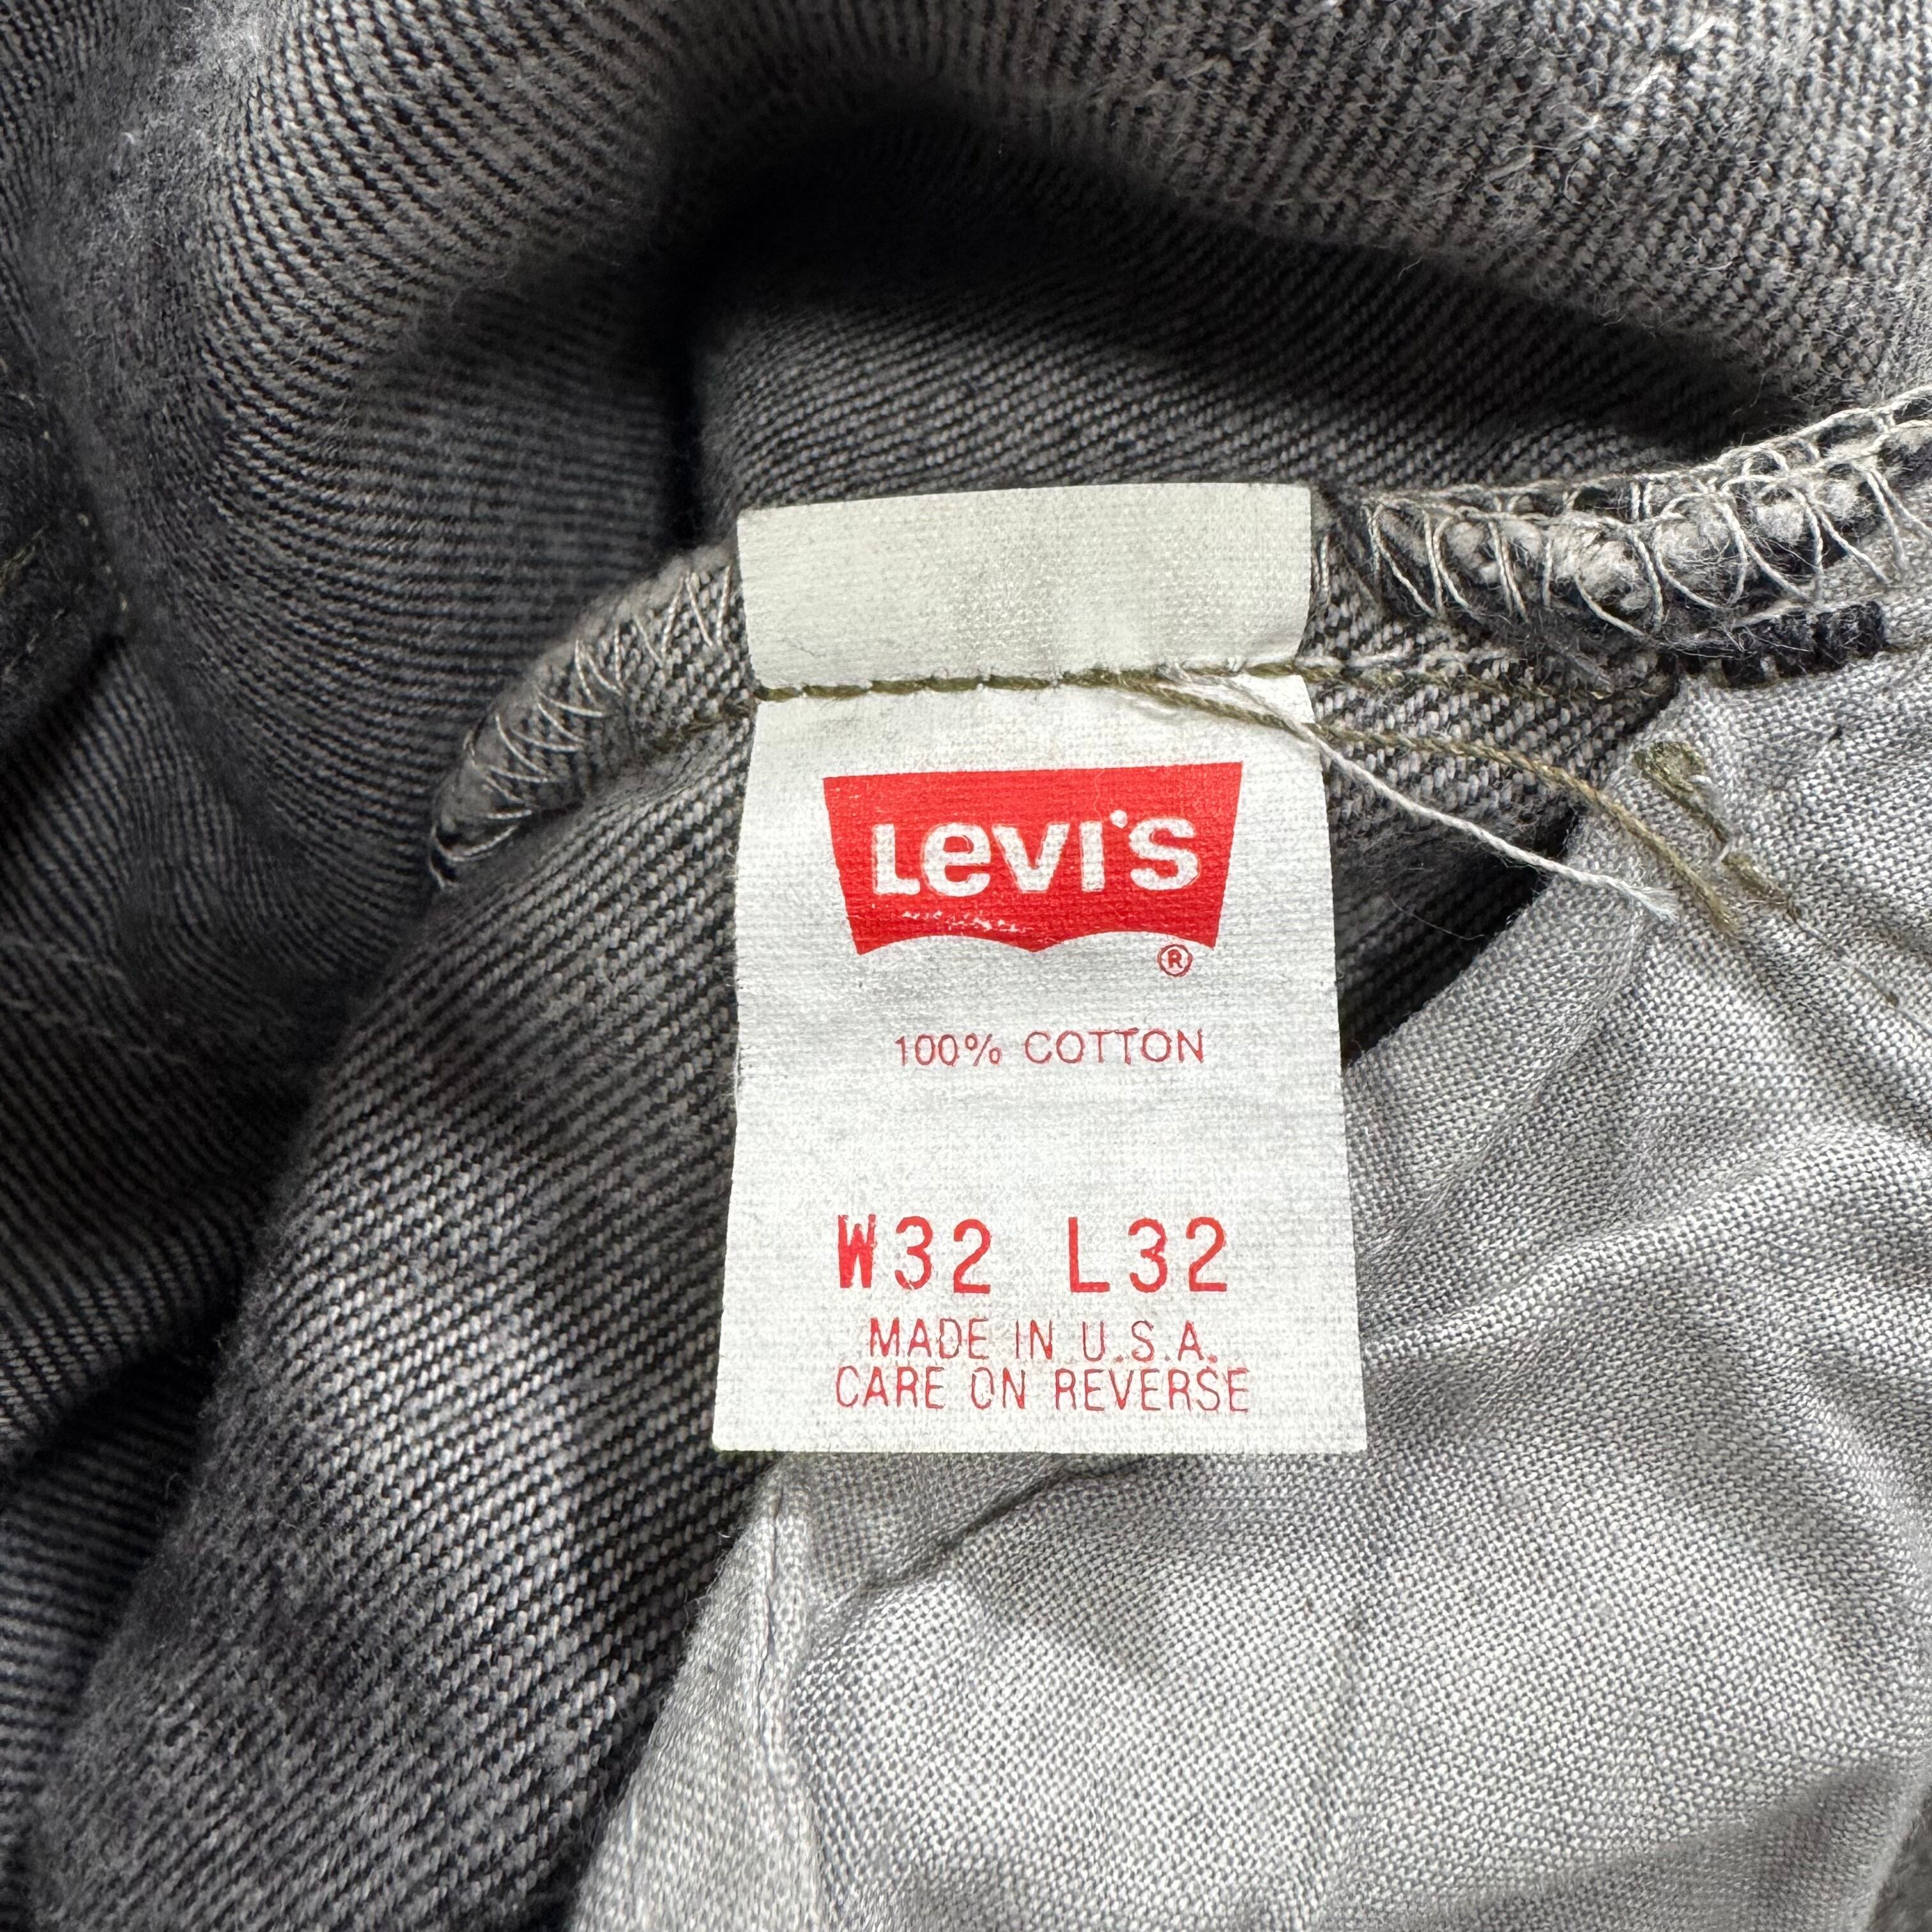 Levi's
®
100% COTTON
W32 L32
MADE IN U.S.A.
CARE ON REVERSE